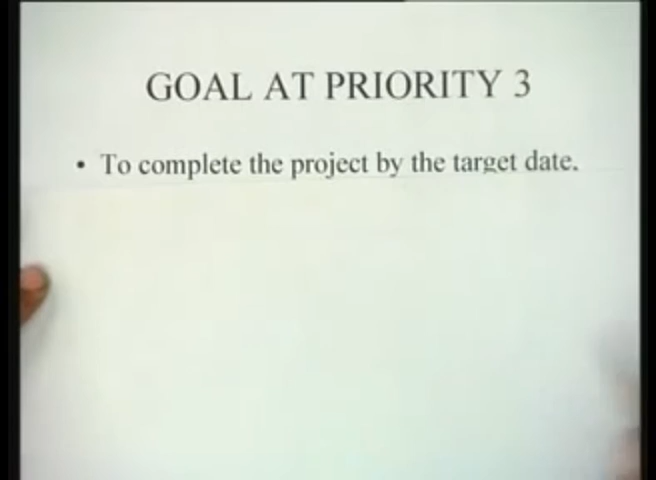 GOAL AT PRIORITY 3
• To complete the project by the target date.